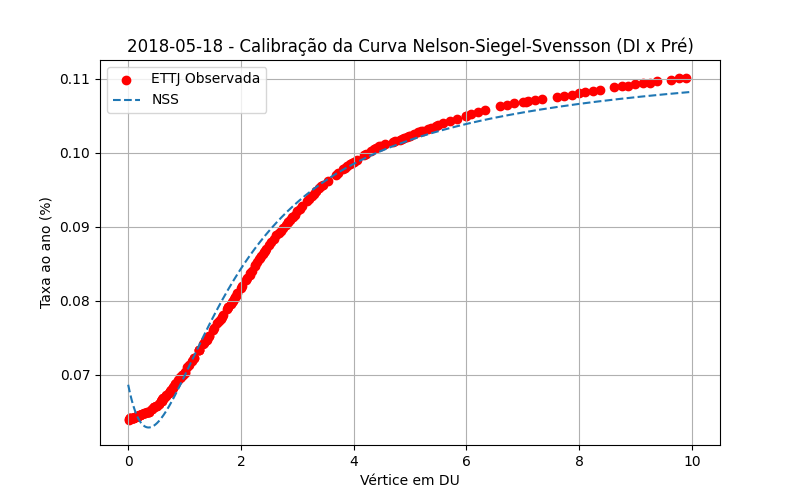 2018-05-18 - Calibração da Curva Nelson-Siegel-Svensson (DI x Pré)
ETTJ Observada
NSS
Taxa ao ano (%)
0.11
0.10
0.09
0.08
0.07
0 2 4 6 8 10
Vértice em DU